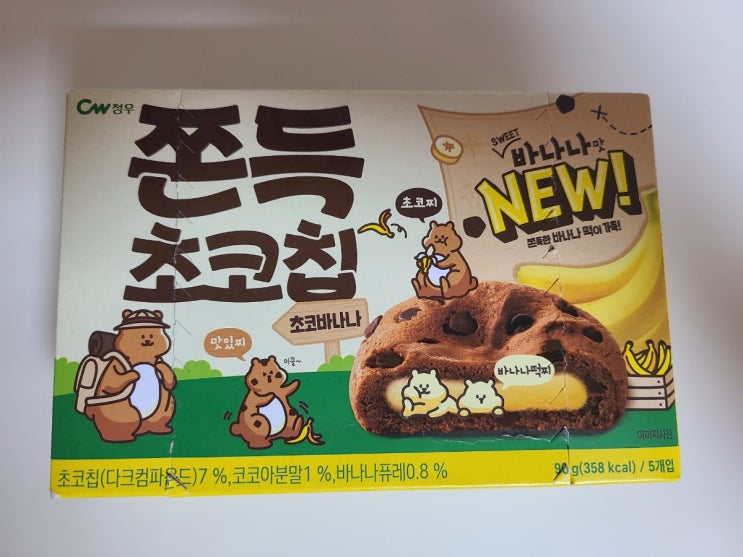 CW청우
쫀득
초코칩
SWEET
바나나맛
NEW!
쫀득한 바나나 떡이 가득!
초코찌
초코바나나
맛있찌
미끌~
바나나떡찌
이미지사진
초코칩(다크컴파운드)7 %,코코아분말1 %,바나나퓨레0.8 %
90 g(358 kcal) / 5개입